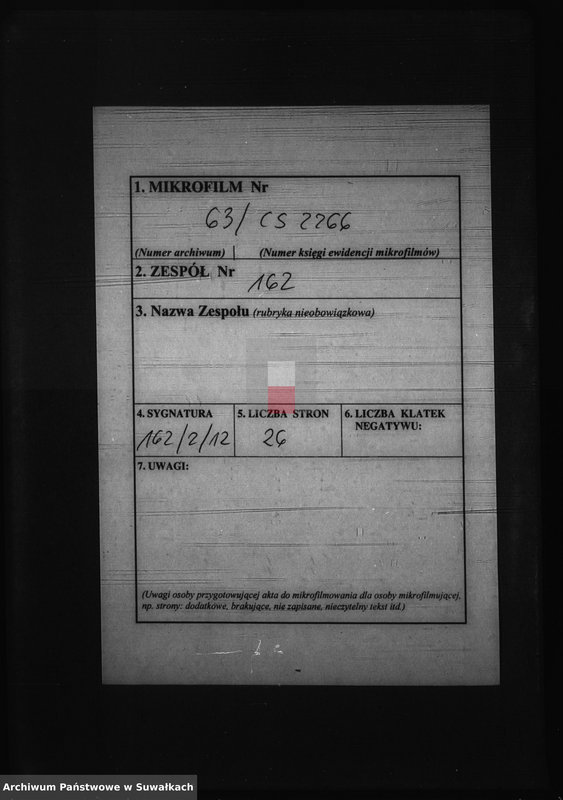 1. MIKROFILM Nr
63/ CS 2266
(Numer archiwum) (Numer księgi ewidencji mikrofilmów)
2. ZESPÓŁ Nr
162
3. Nazwa Zespołu (rubryka nieobowiązkowa)
4. SYGNATURA
162/2/12
5. LICZBA STRON
26
6. LICZBA KLATEK
NEGATYWU:
7. UWAGI:
(Uwagi osoby przygotowującej akta do mikrofilmowania dla osoby mikrofilmującej,
np. strony: dodatkowe, brakujące, nie zapisane, nieczytelny tekst itd.)
Archiwum Państwowe w Suwałkach